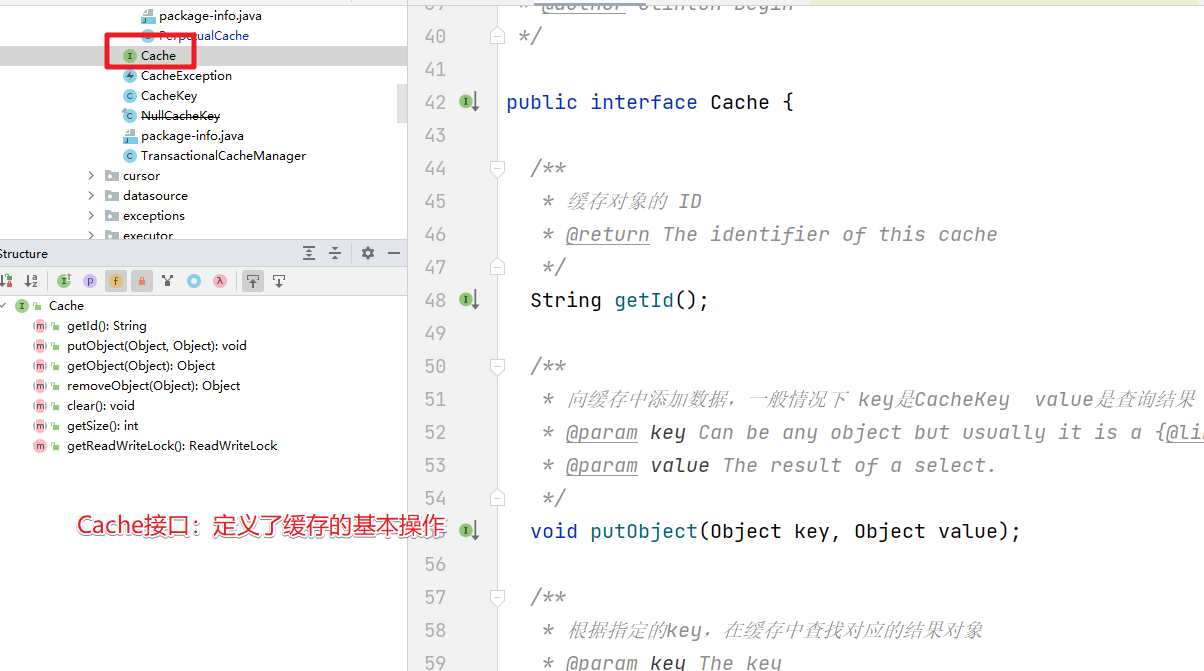 package-info.java
PerpetualCache
Cache
CacheException
CacheKey
NullCacheKey
package-info.java
TransactionalCacheManager
cursor
datasource
exceptions
executor
Structure
Cache
getId(): String
putObject(Object, Object): void
getObject(Object): Object
removeObject(Object): Object
clear(): void
getSize(): int
getReadWriteLock(): ReadWriteLock
Cache接口：定义了缓存的基本操作
39 * @author Clinton Begin
40 */
41
42 public interface Cache {
43
44 /**
45 * 缓存对象的 ID
46 * @return The identifier of this cache
47 */
48 String getId();
49
50 /**
51 * 向缓存中添加数据，一般情况下 key是CacheKey value是查询结果
52 * @param key Can be any object but usually it is a {@li
53 * @param value The result of a select.
54 */
void putObject(Object key, Object value);
56
57 /**
58 * 根据指定的key，在缓存中查找对应的结果对象
59 * @param key The key